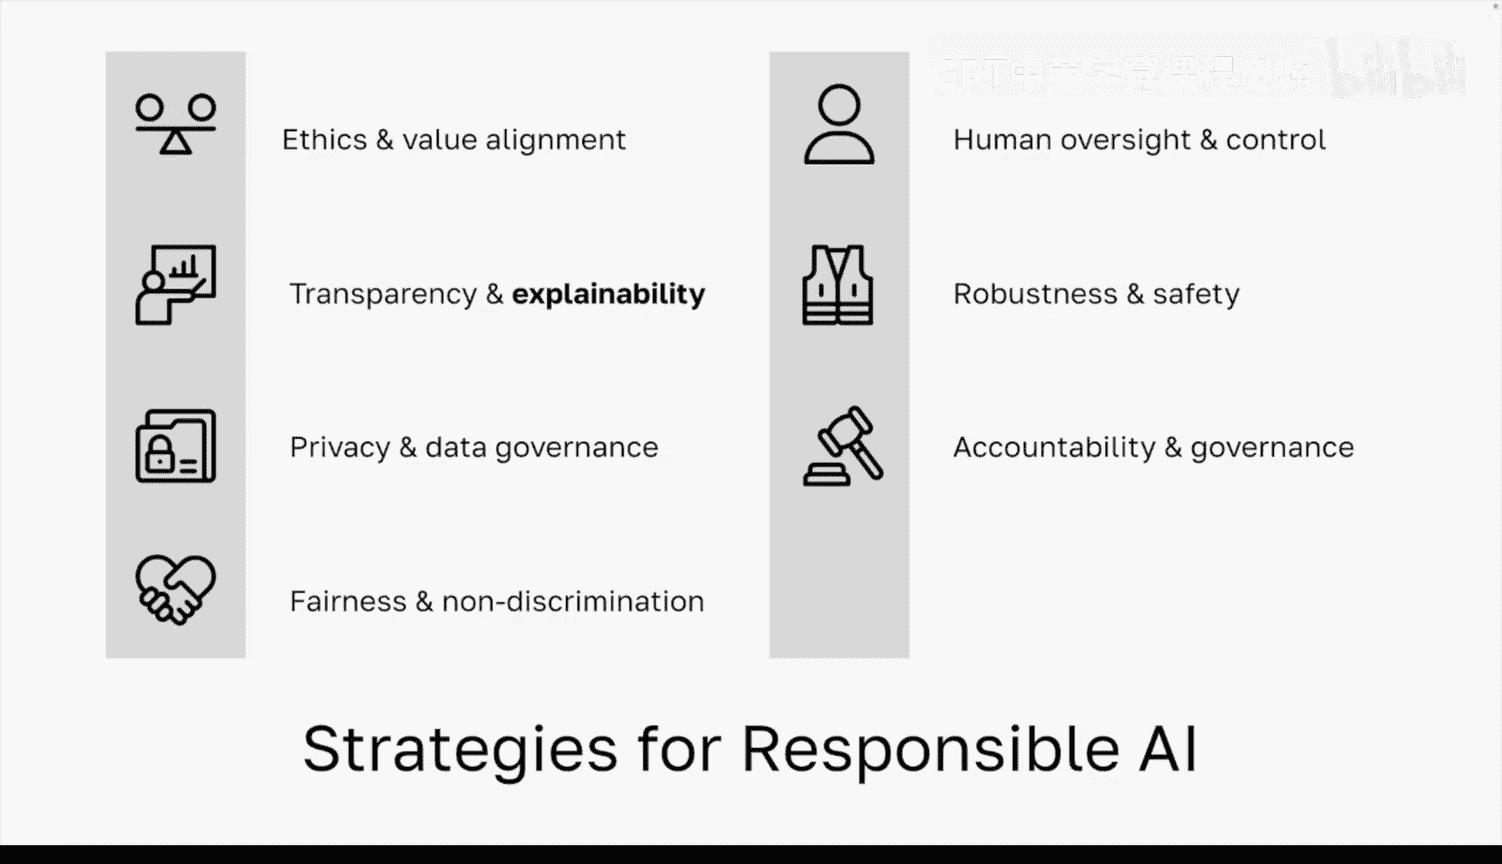 Ethics & value alignment
Transparency & explainability
Privacy & data governance
Fairness & non-discrimination
Human oversight & control
Robustness & safety
Accountability & governance
Strategies for Responsible AI
bilibili